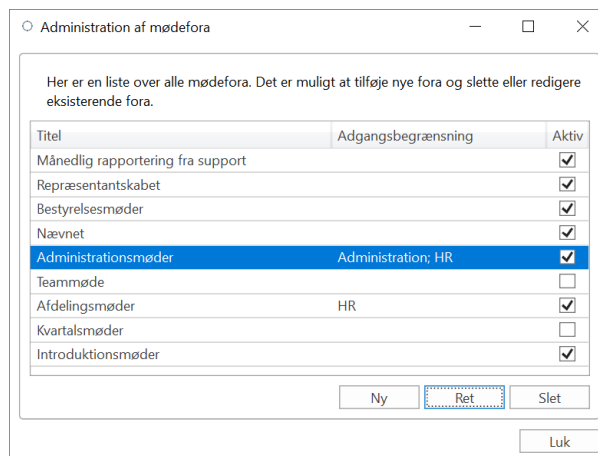 Administration af mødefora
Her er en liste over alle mødefora. Det er muligt at tilføje nye fora og slette eller redigere
eksisterende fora.
Titel Adgangsbegrænsning Aktiv
Månedlig rapportering fra support
Repræsentantskabet
Bestyrelsesmøder
Nævnet
Administrationsmøder Administration; HR
Teammøde
Afdelingsmøder HR
Kvartalsmøder
Introduktionsmøder
Ny Ret Slet
Luk